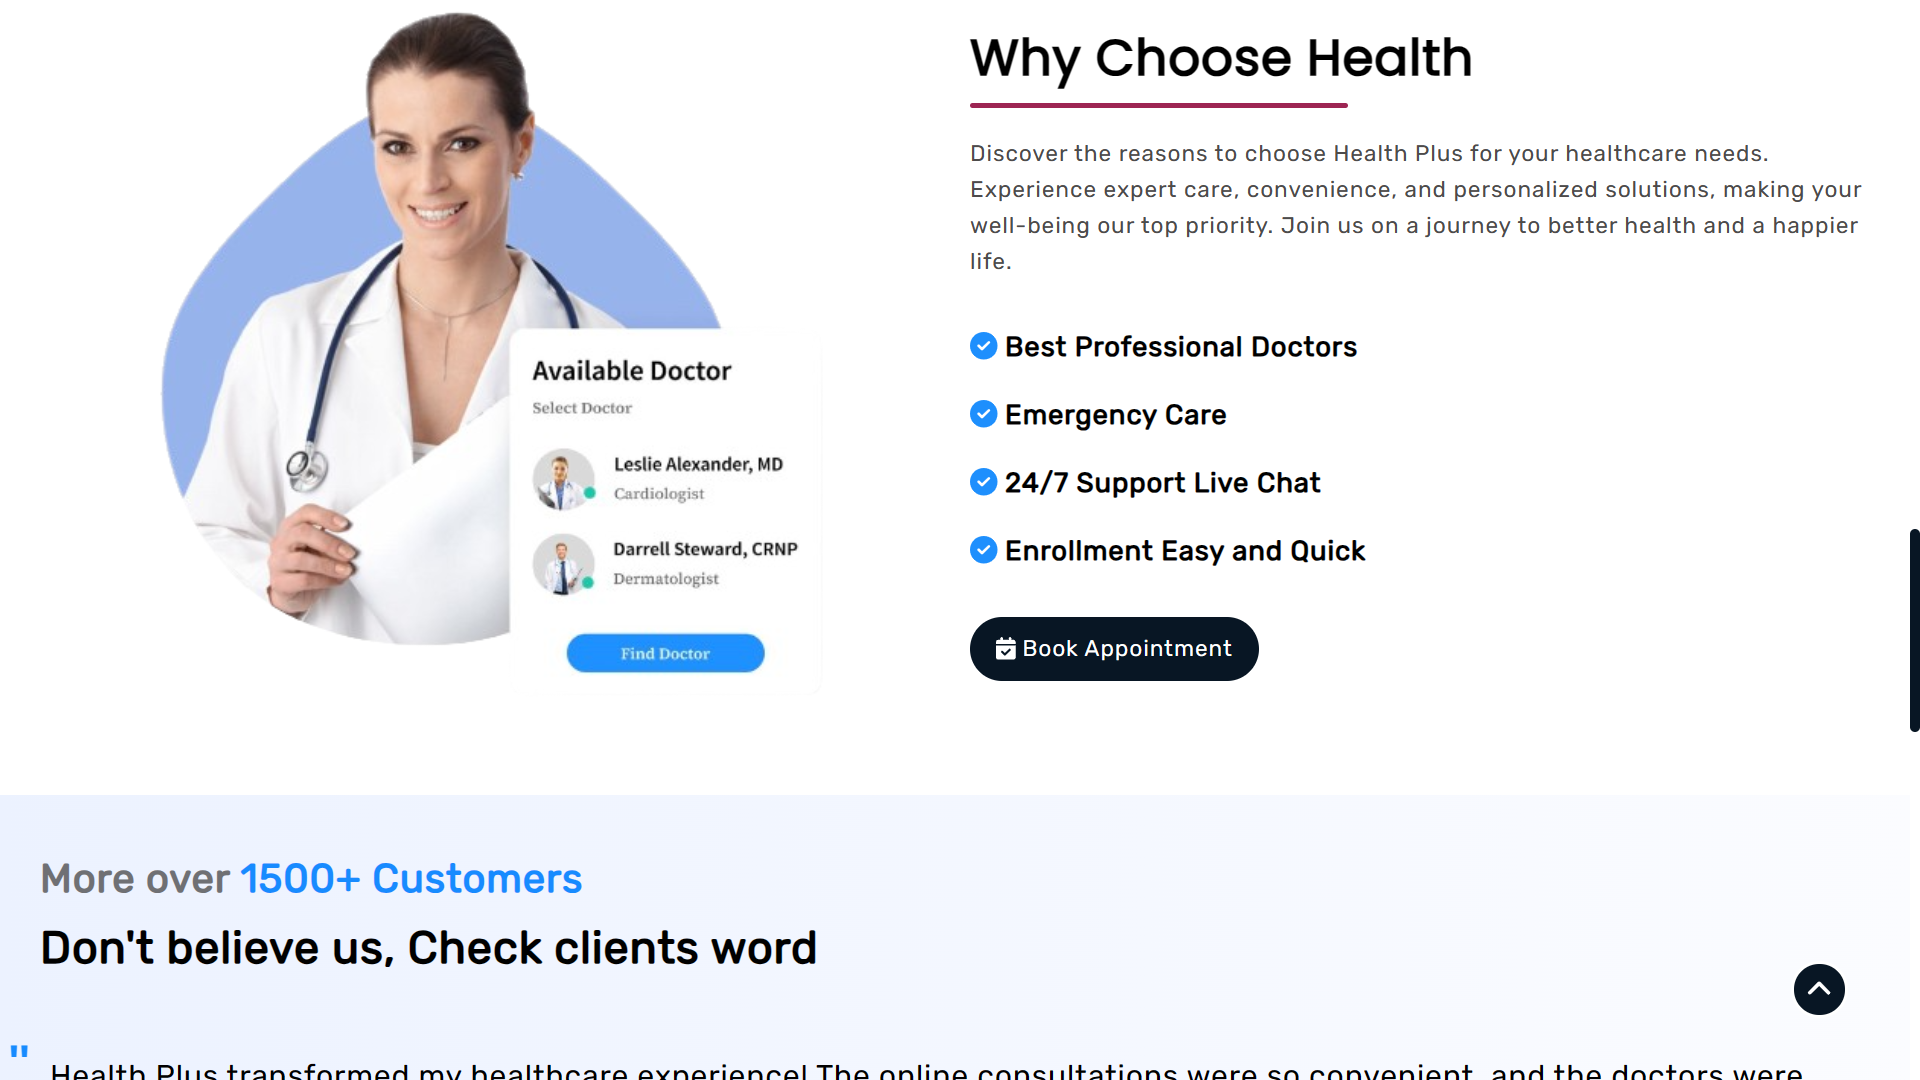 Why Choose Health
Discover the reasons to choose Health Plus for your healthcare needs.
Experience expert care, convenience, and personalized solutions, making your
well-being our top priority. Join us on a journey to better health and a happier
life.
Best Professional Doctors
Emergency Care
24/7 Support Live Chat
Enrollment Easy and Quick
Book Appointment
Available Doctor
Select Doctor
Leslie Alexander, MD
Cardiologist
Darrell Steward, CRNP
Dermatologist
Find Doctor
More over 1500+ Customers
Don't believe us, Check clients word
"
Health Plus transformed my healthcare experience! The online consultations were so convenient, and the doctors were